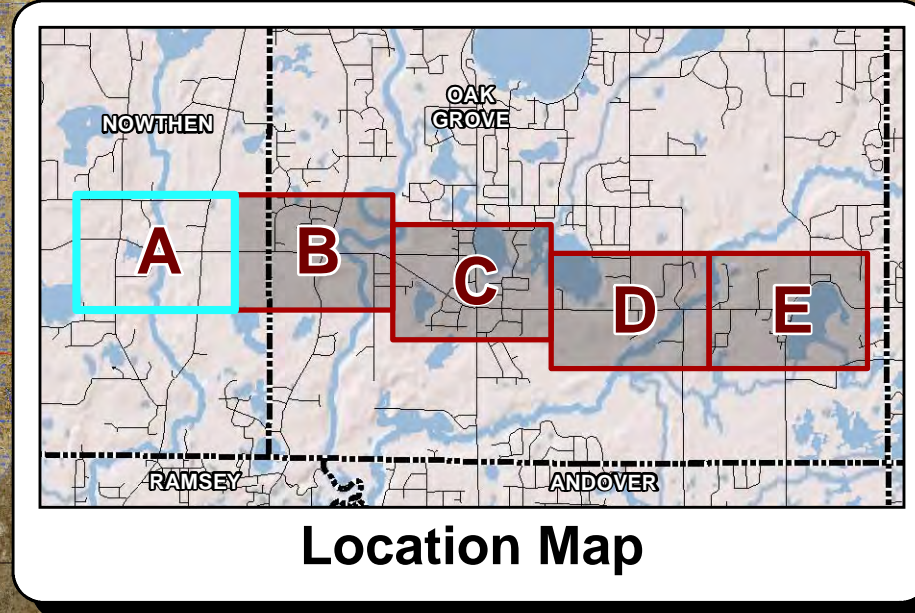 OAK
GROVE
NOWTHEN
A
B
C
D
E
RAMSEY
ANDOVER
Location Map